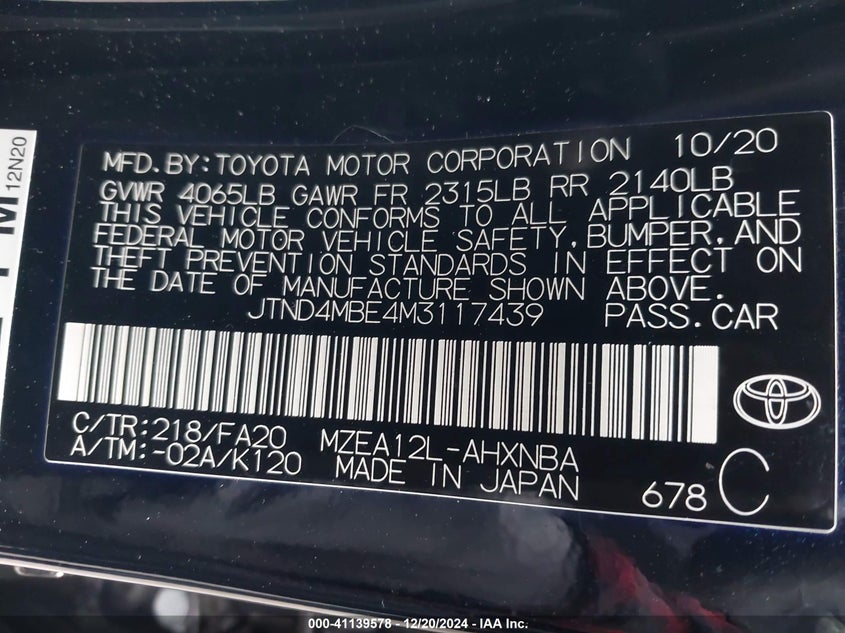 12N20
MFD.BY:TOYOTA MOTOR CORPORATION 10/20
GVWR 4065LB GAWR FR 2315LB RR 2140LB
THIS VEHICLE CONFORMS TO ALL APPLICABLE
FEDERAL MOTOR VEHICLE SAFETY,BUMPER,AND
THEFT PREVENTION STANDARDS IN EFFECT ON
THE DATE OF MANUFACTURE SHOWN ABOVE.
JTND4MBE4M3117439 PASS.CAR
C/TR:218/FA20 MZEA12L-AHXNBA
A/TM:-02A/K120 MADE IN JAPAN
678 C
000-41139578 - 12/20/2024 - IAA Inc.